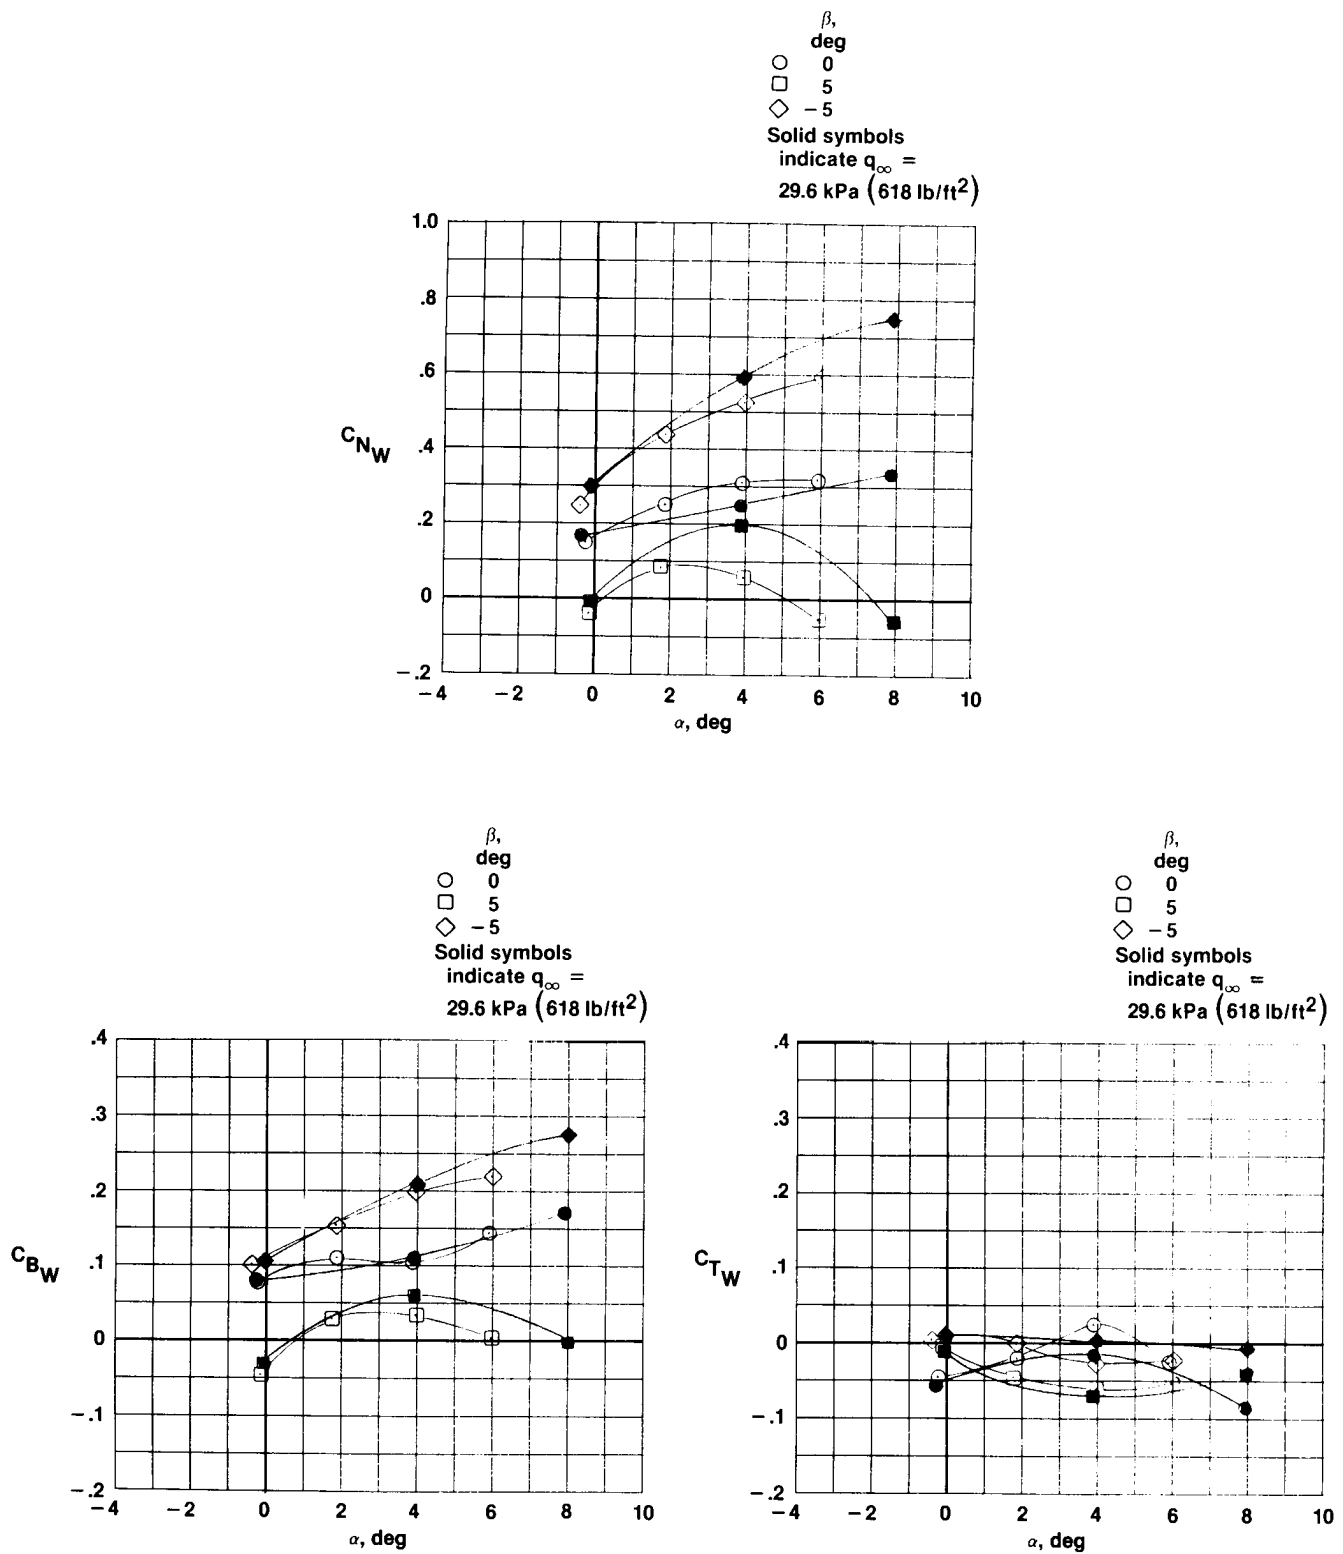 β,
deg
0
5
−5
Solid symbols
indicate q∞ =
29.6 kPa (618 lb/ft²)
1.0
.8
.6
.4
.2
0
−.2
C_N_W
−4 −2 0 2 4 6 8 10
α, deg
β,
deg
0
5
−5
Solid symbols
indicate q∞ =
29.6 kPa (618 lb/ft²)
.4
.3
.2
.1
0
−.1
−.2
C_B_W
−4 −2 0 2 4 6 8 10
α, deg
β,
deg
0
5
−5
Solid symbols
indicate q∞ =
29.6 kPa (618 lb/ft²)
.4
.3
.2
.1
0
−.1
−.2
C_T_W
−4 −2 0 2 4 6 8 10
α, deg